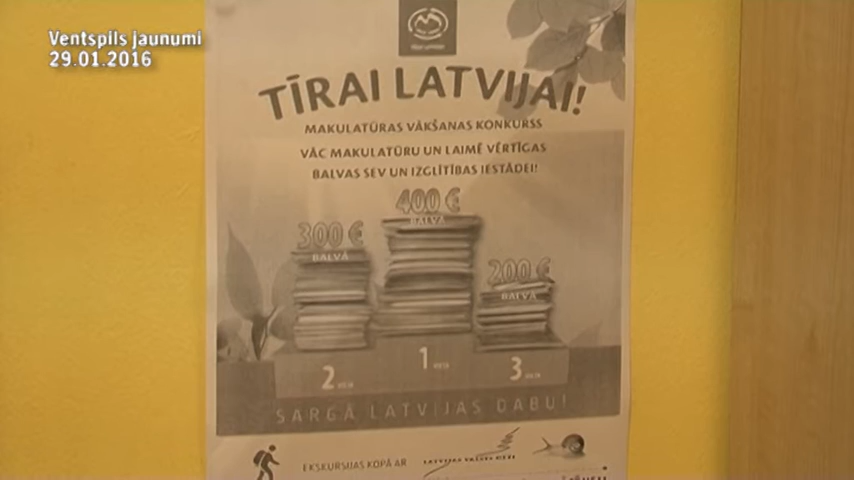 Ventspils jaunumi
29.01.2016
TĪRAI LATVIJAI!
MAKULATŪRAS VĀKŠANAS KONKURSS
VĀC MAKULATŪRU UN LAIMĒ VĒRTĪGAS
BALVAS SEV UN IZGLĪTĪBAS IESTĀDEI!
400 €
BALVA
300 €
BALVA
200 €
BALVA
1
2
3
SARGĀ LATVIJAS DABU!
EKSKURSIJAS KOPĀ AR